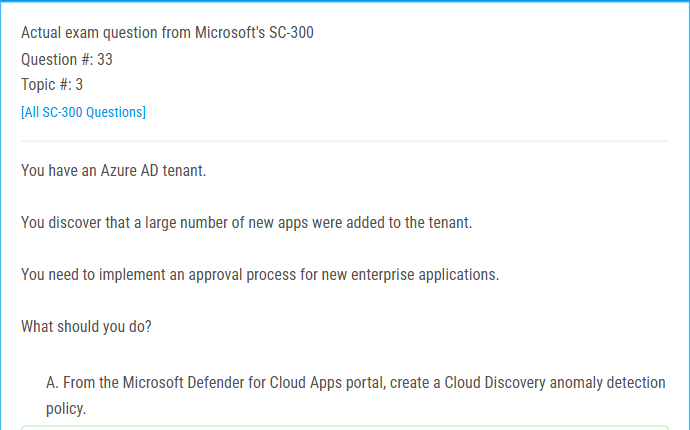 Actual exam question from Microsoft's SC-300
Question #: 33
Topic #: 3
[All SC-300 Questions]
You have an Azure AD tenant.
You discover that a large number of new apps were added to the tenant.
You need to implement an approval process for new enterprise applications.
What should you do?
A. From the Microsoft Defender for Cloud Apps portal, create a Cloud Discovery anomaly detection
policy.